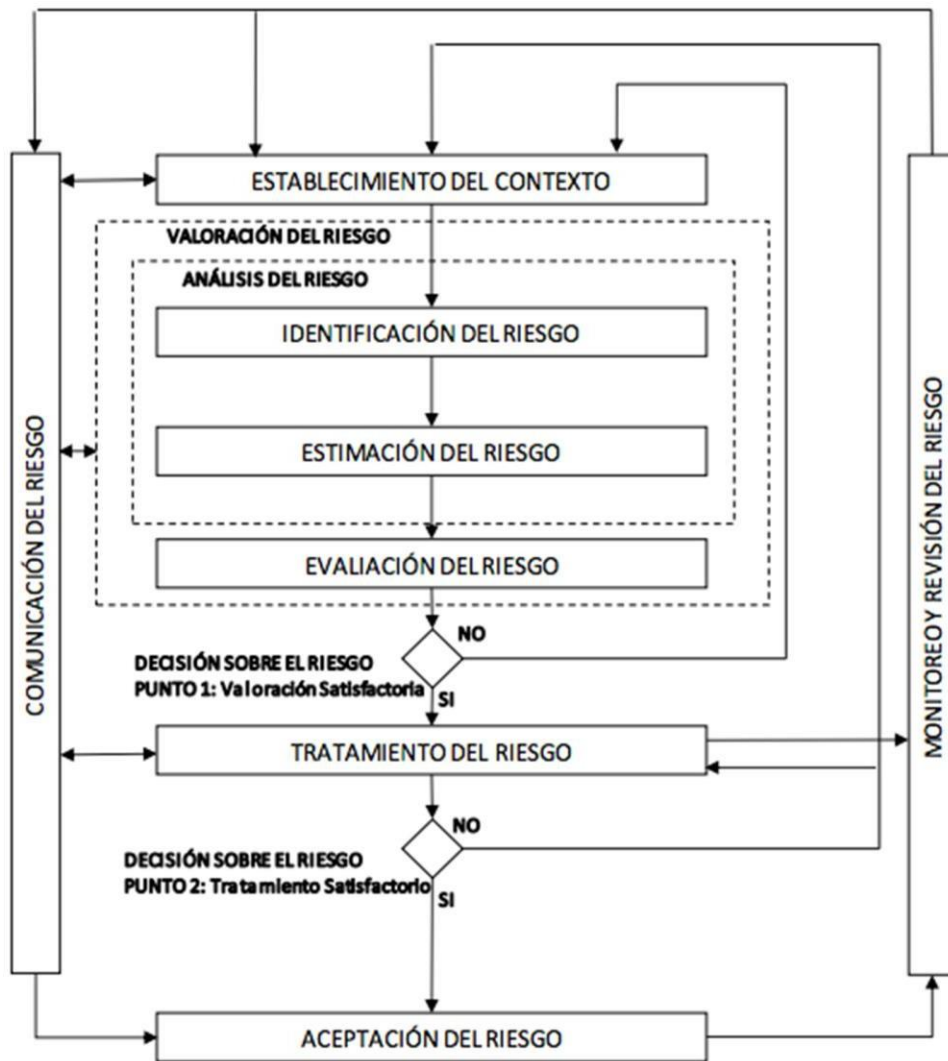 ESTABLECIMIENTO DEL CONTEXTO
VALORACIÓN DEL RIESGO
ANÁLISIS DEL RIESGO
IDENTIFICACIÓN DEL RIESGO
ESTIMACIÓN DEL RIESGO
EVALIACIÓN DEL RIESGO
NO
DECISIÓN SOBRE EL RIESGO
PUNTO 1: Valoración Satisfactoria
SI
TRATAMIENTO DEL RIESGO
NO
DECISIÓN SOBRE EL RIESGO
PUNTO 2: Tratamiento Satisfactorio
SI
ACEPTACIÓN DEL RIESGO
COMUNICACIÓN DEL RIESGO
MONITOREO Y REVISIÓN DEL RIESGO